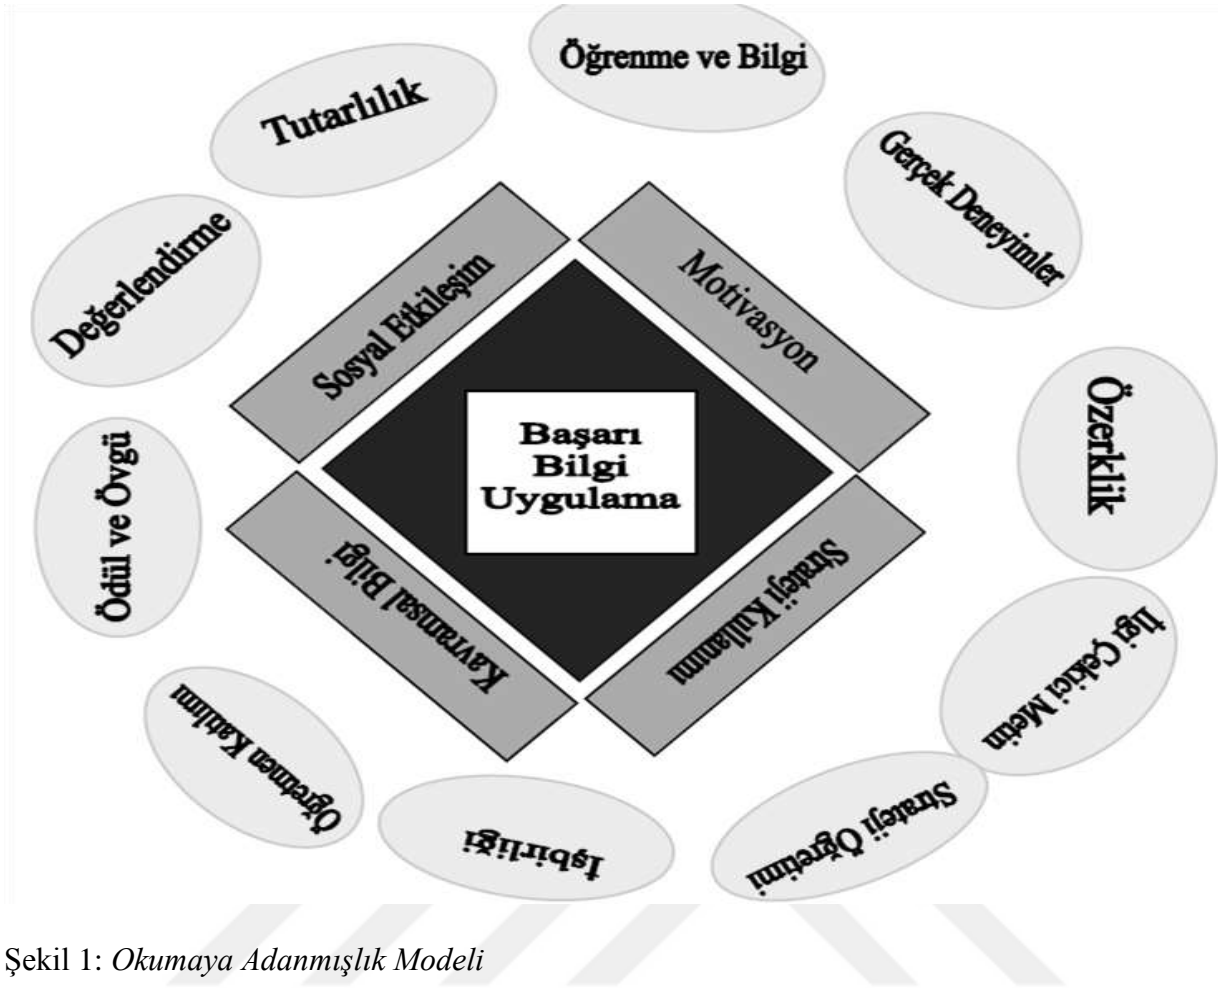 Öğrenme ve Bilgi
Tutarlılık
Gerçek Deneyimler
Değerlendirme
Sosyal Etkileşim
Motivasyon
Özerklik
Başarı
Bilgi
Uygulama
Ödül ve Övgü
Kavramsal Bilgi
Strateji Kullanımı
İlgi Çekici Metin
Öğretmen Katılımı
İşbirliği
Strateji Öğretimi
Şekil 1: Okumaya Adanmışlık Modeli